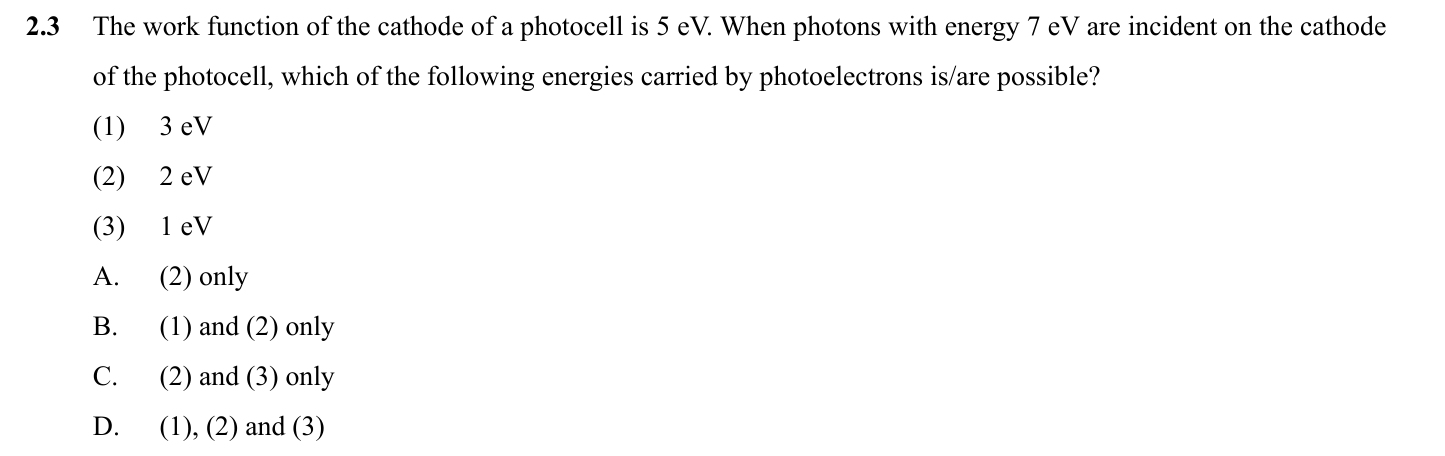 2.3 The work function of the cathode of a photocell is 5 eV. When photons with energy 7 eV are incident on the cathode
of the photocell, which of the following energies carried by photoelectrons is/are possible?
(1) 3 eV
(2) 2 eV
(3) 1 eV
A. (2) only
B. (1) and (2) only
C. (2) and (3) only
D. (1), (2) and (3)